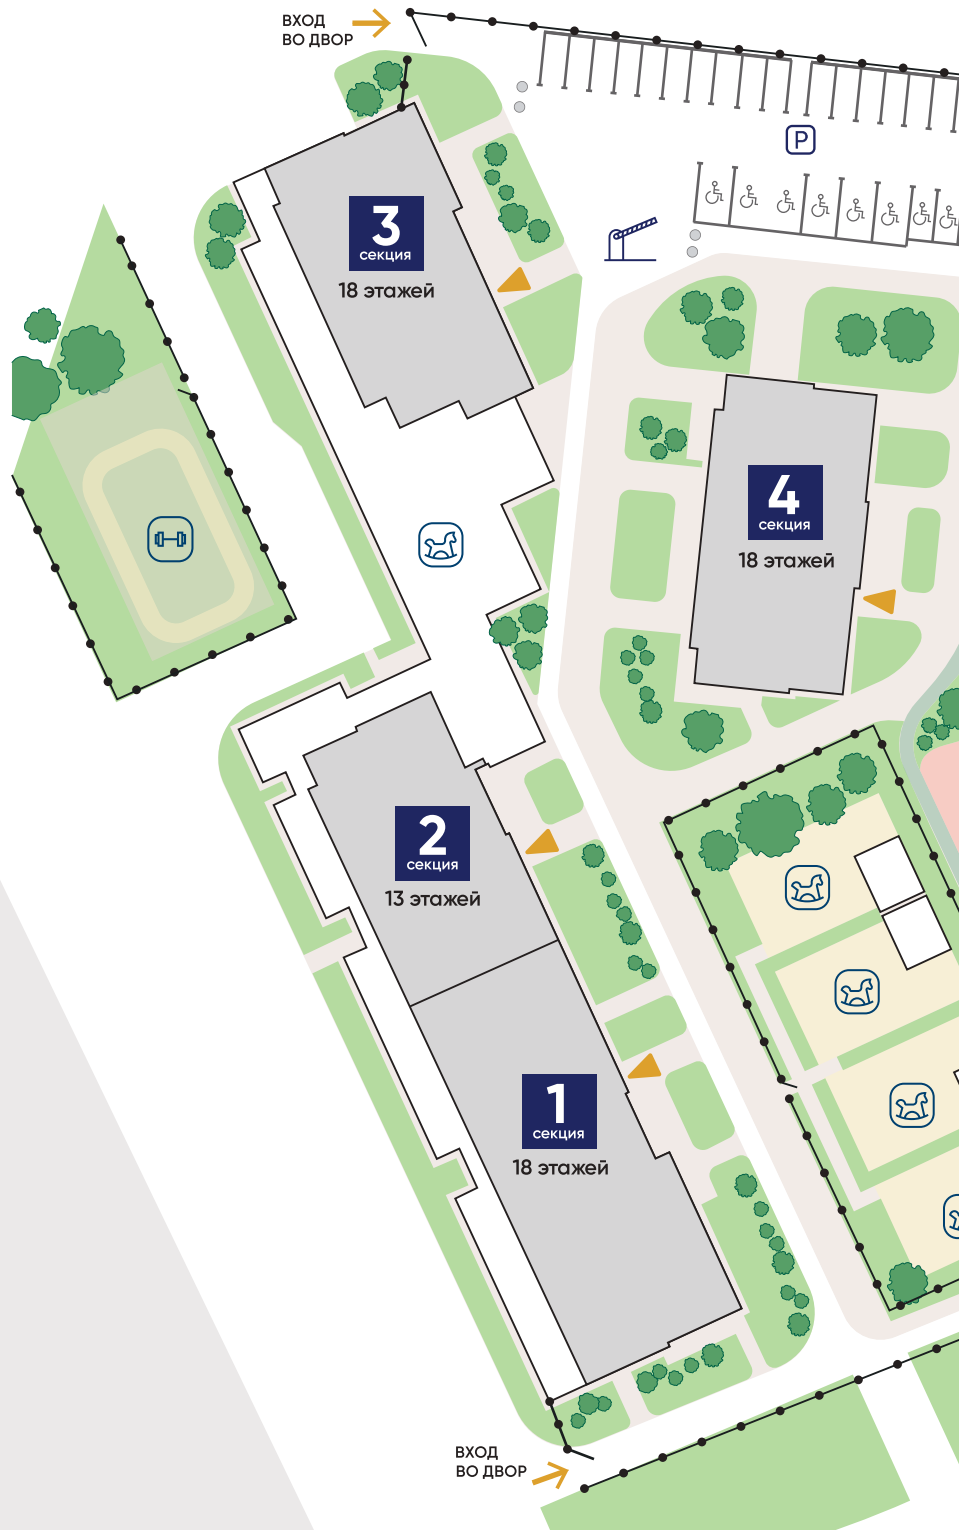 ВХОД
ВО ДВОР
P
3
секция
18 этажей
4
секция
18 этажей
2
секция
13 этажей
1
секция
18 этажей
ВХОД
ВО ДВОР